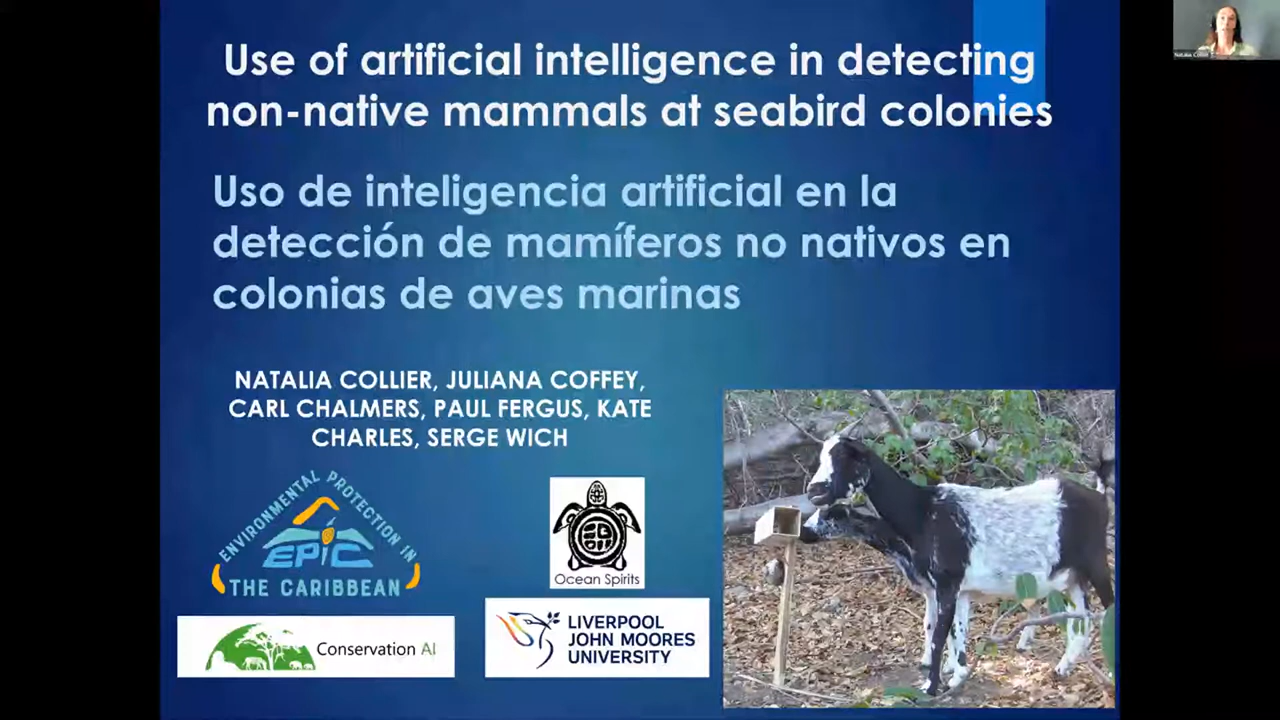 Use of artificial intelligence in detecting
non-native mammals at seabird colonies
Uso de inteligencia artificial en la
detección de mamíferos no nativos en
colonias de aves marinas
NATALIA COLLIER, JULIANA COFFEY,
CARL CHALMERS, PAUL FERGUS, KATE
CHARLES, SERGE WICH
ENVIRONMENTAL PROTECTION IN
EPIC
THE CARIBBEAN
Ocean Spirits
Conservation AI
LIVERPOOL
JOHN MOORES
UNIVERSITY
Natalia Collier